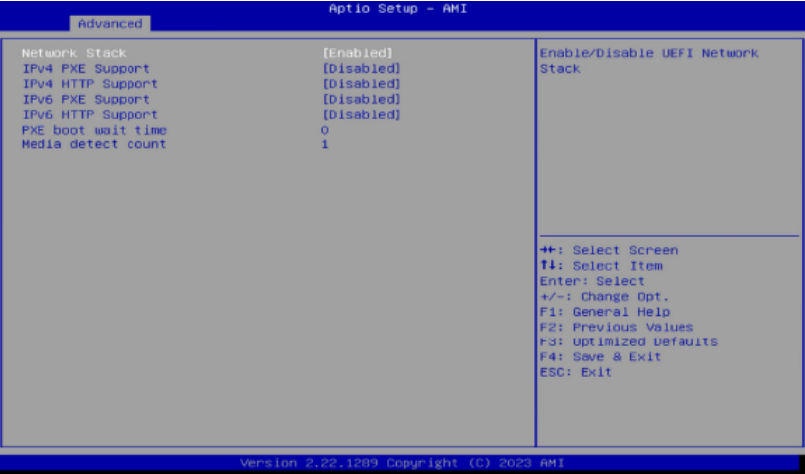 Aptio Setup - AMI
Advanced
Network Stack [Enabled]
IPv4 PXE Support [Disabled]
IPv4 HTTP Support [Disabled]
IPv6 PXE Support [Disabled]
IPv6 HTTP Support [Disabled]
PXE boot wait time 0
Media detect count 1
Enable/Disable UEFI Network
Stack
→←: Select Screen
↑↓: Select Item
Enter: Select
+/-: Change Opt.
F1: General Help
F2: Previous Values
F3: Optimized Defaults
F4: Save & Exit
ESC: Exit
Version 2.22.1289 Copyright (C) 2023 AMI